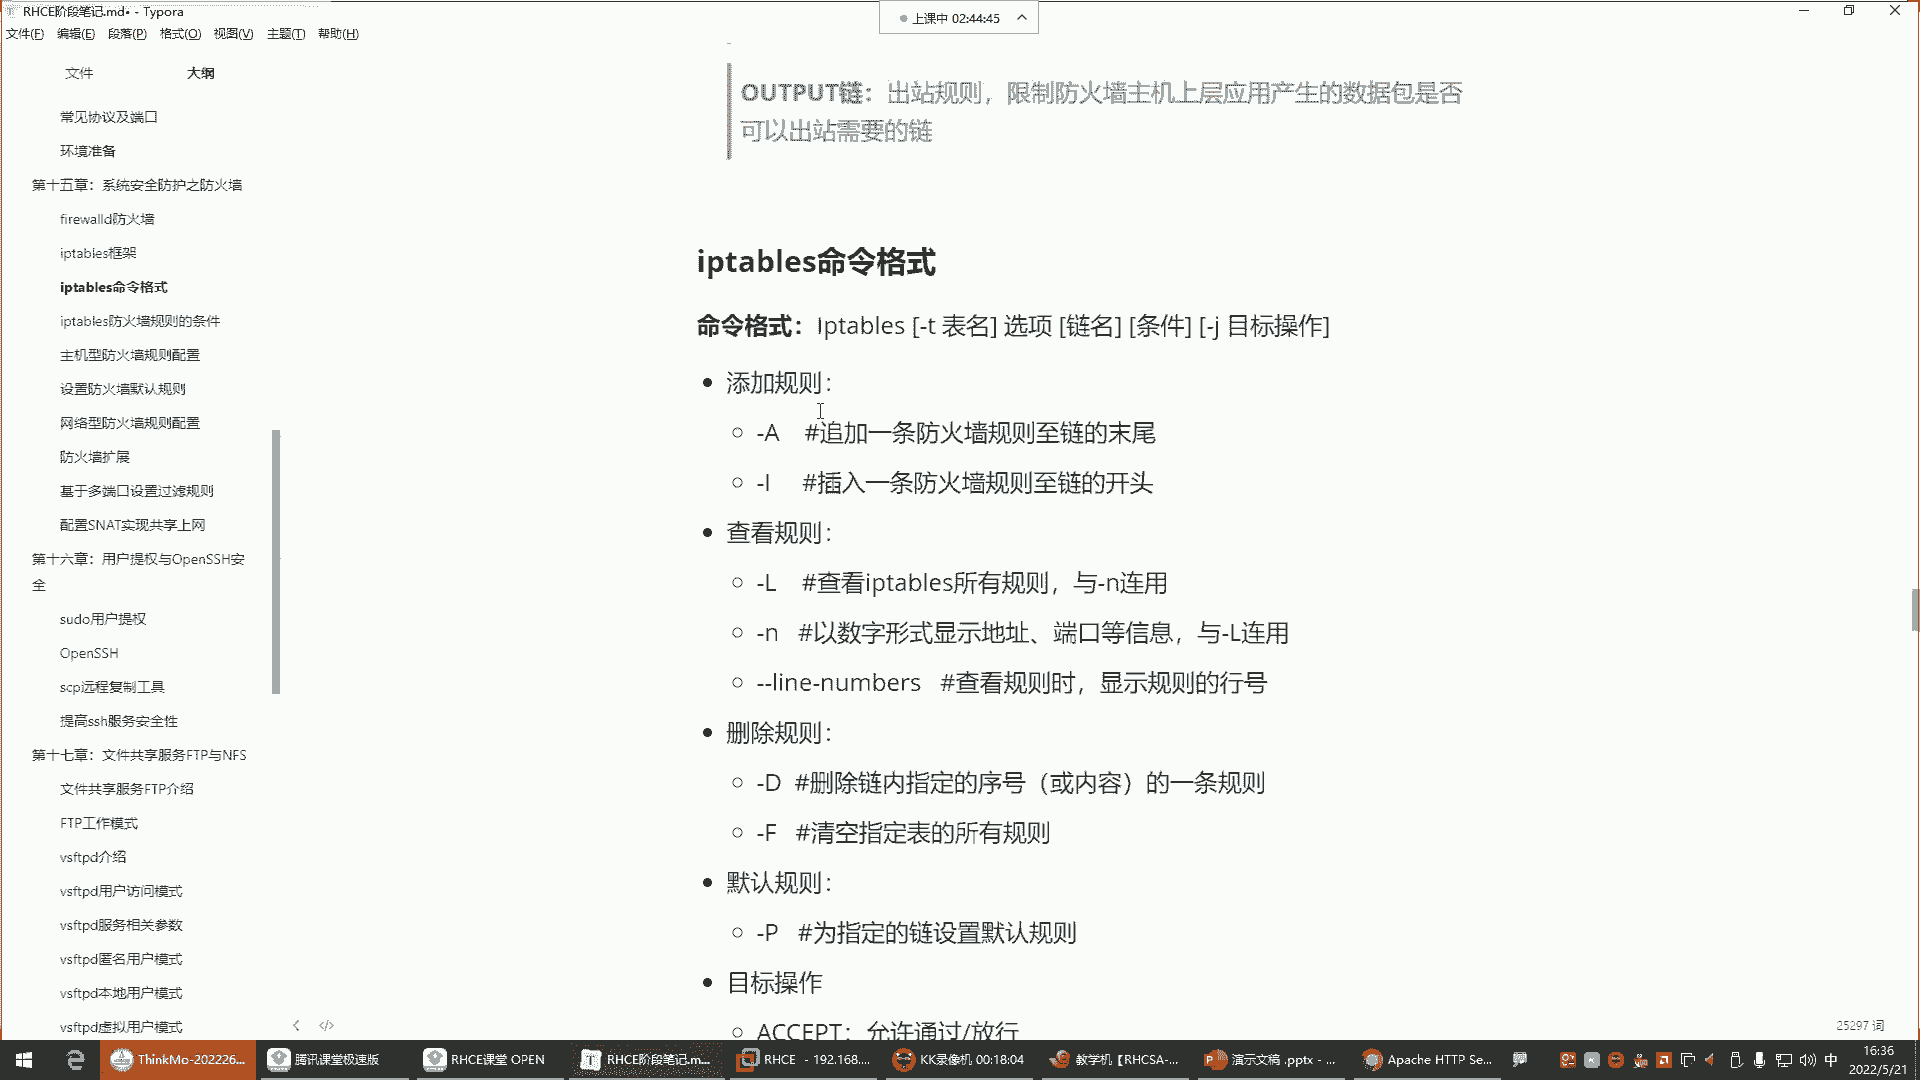 RHCE阶段笔记.md• - Typora
上课中 02:44:45
文件(F) 编辑(E) 段落(P) 格式(O) 视图(V) 主题(T) 帮助(H)
文件 大纲
常见协议及端口
环境准备
第十五章：系统安全防护之防火墙
firewalld防火墙
iptables框架
iptables命令格式
iptables防火墙规则的条件
主机型防火墙规则配置
设置防火墙默认规则
网络型防火墙规则配置
防火墙扩展
基于多端口设置过滤规则
配置SNAT实现共享上网
第十六章：用户提权与OpenSSH安
全
sudo用户提权
OpenSSH
scp远程复制工具
提高ssh服务安全性
第十七章：文件共享服务FTP与NFS
文件共享服务FTP介绍
FTP工作模式
vsftpd介绍
vsftpd用户访问模式
vsftpd服务相关参数
vsftpd匿名用户模式
vsftpd本地用户模式
vsftpd虚拟用户模式
OUTPUT链：出站规则，限制防火墙主机上层应用产生的数据包是否
可以出站需要的链
iptables命令格式
命令格式：iptables [-t 表名] 选项 [链名] [条件] [-j 目标操作]
添加规则：
-A #追加一条防火墙规则至链的末尾
-I #插入一条防火墙规则至链的开头
查看规则：
-L #查看iptables所有规则，与-n连用
-n #以数字形式显示地址、端口等信息，与-L连用
--line-numbers #查看规则时，显示规则的行号
删除规则：
-D #删除链内指定的序号（或内容）的一条规则
-F #清空指定表的所有规则
默认规则：
-P #为指定的链设置默认规则
目标操作
ACCEPT：允许通过/放行
25297 词
ThinkMo-202226... 腾讯课堂极速版 RHCE课堂 OPEN RHCE阶段笔记.m... RHCE - 192.168.... KK录像机 00:18:04 教学机【RHCSA-... 演示文稿 .pptx - ... Apache HTTP Se... 中
16:36
2022/5/21